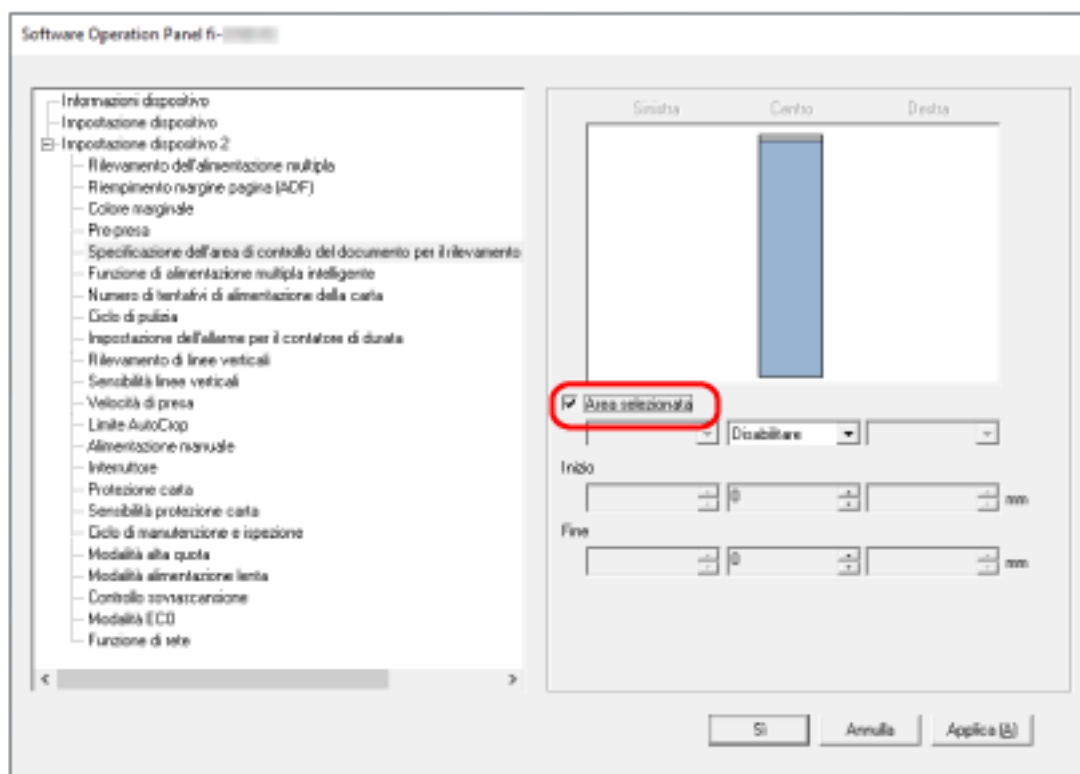 Software Operation Panel fi-
Informazioni dispositivo
Impostazione dispositivo
Impostazione dispositivo 2
Rilevamento dell'alimentazione multipla
Riempimento margine pagina (ADF)
Colore marginale
Pre-presa
Specificazione dell'area di controllo del documento per il rilevamento
Funzione di alimentazione multipla intelligente
Numero di tentativi di alimentazione della carta
Ciclo di pulizia
Impostazione dell'allarme per il contatore di durata
Rilevamento di linee verticali
Sensibilità linee verticali
Velocità di presa
Limite AutoCrop
Alimentazione manuale
Interruttore
Protezione carta
Sensibilità protezione carta
Ciclo di manutenzione e ispezione
Modalità alta quota
Modalità alimentazione lenta
Controllo sovrascansione
Modalità ECO
Funzione di rete
Sinistra Centro Destra
Area selezionata
Disabilitare
Inizio
0 mm
Fine
0 mm
Sì Annulla Applica (A)